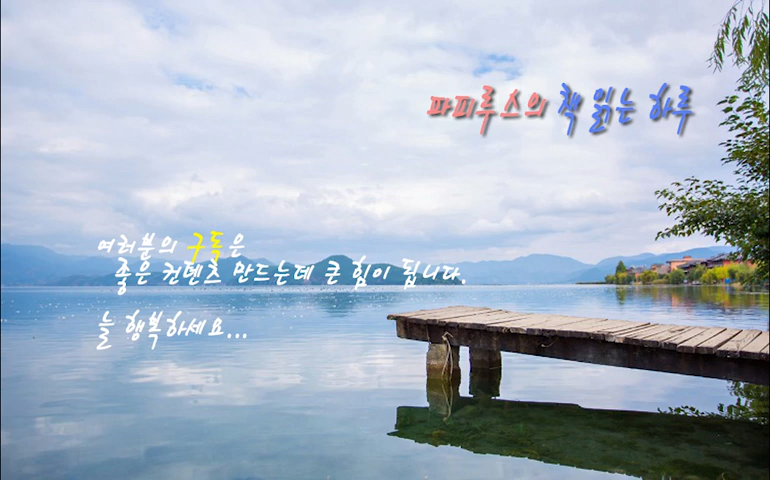 파피루스의 책 읽는 하루
여러분의 구독은
좋은 컨텐츠 만드는데 큰 힘이 됩니다.
늘 행복하세요...